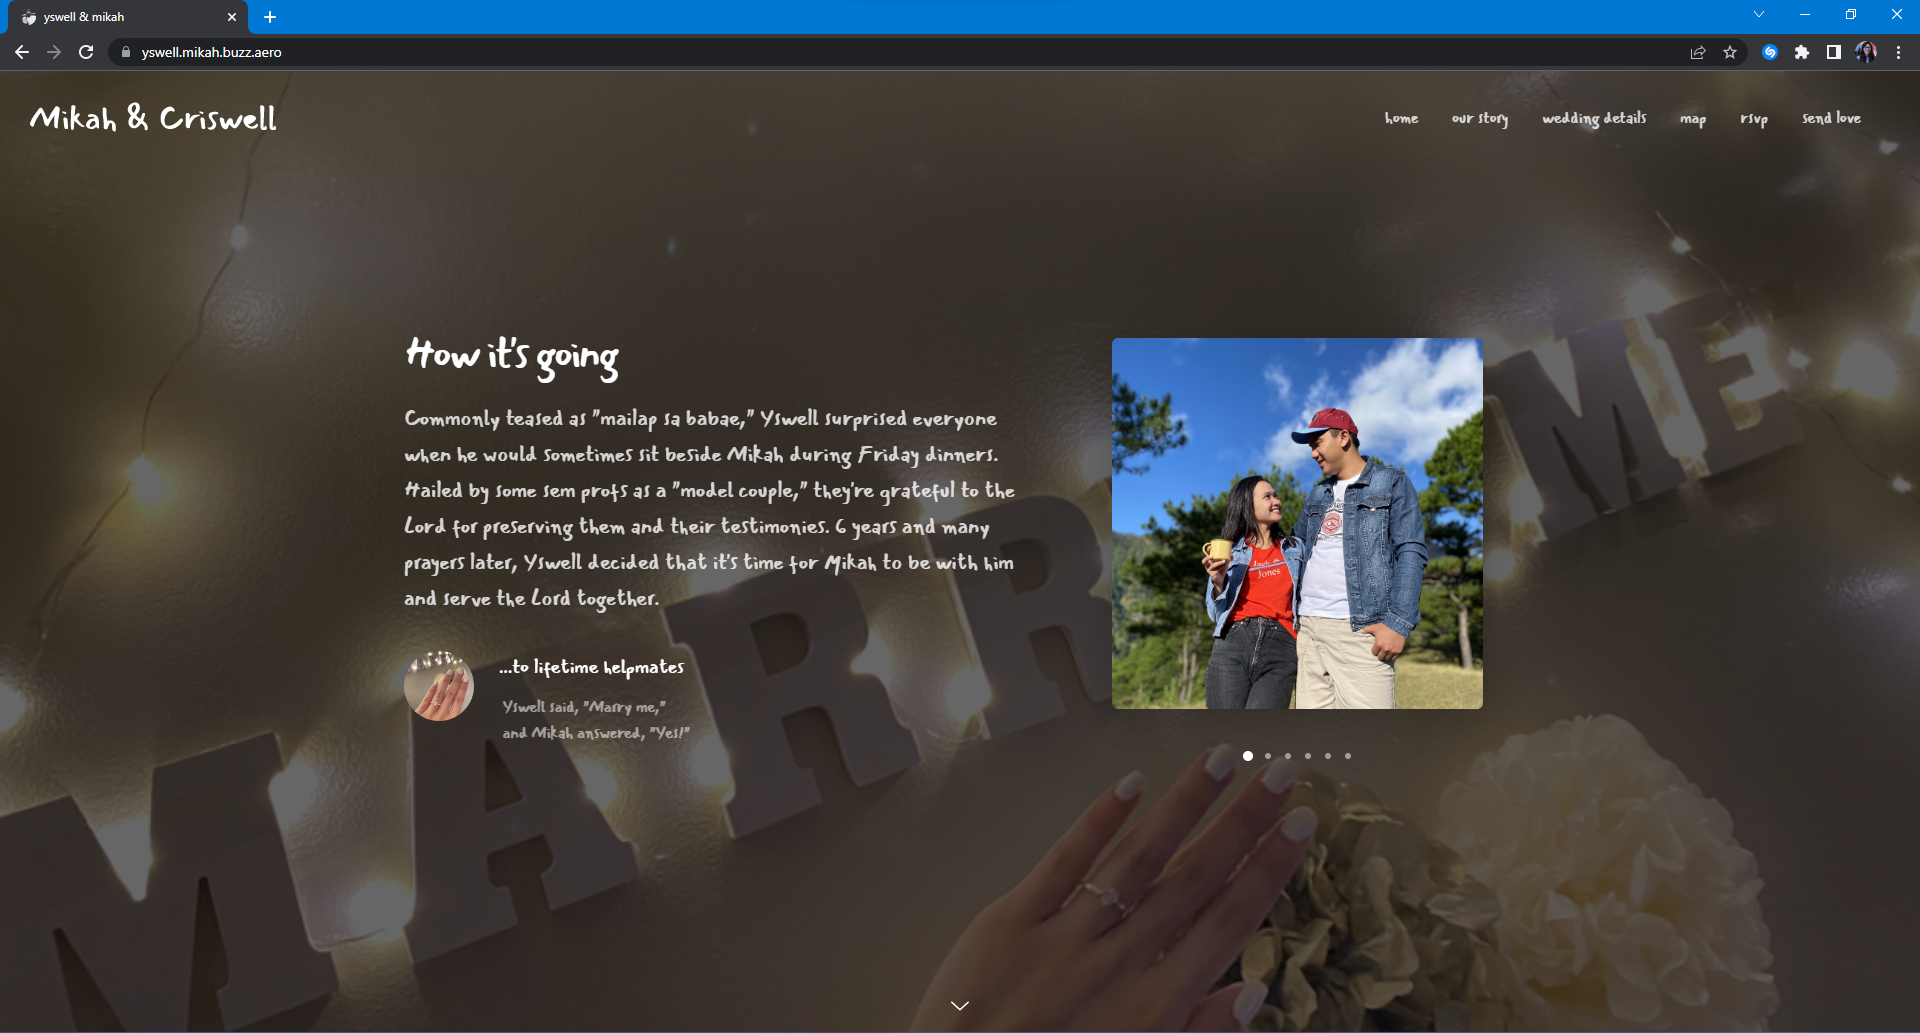 yswell & mikah
yswell.mikah.buzz.aero
Mikah & Criswell
home our story wedding details map rsvp send love
How it's going
Commonly teased as "mailap sa babae," Yswell surprised everyone
when he would sometimes sit beside Mikah during Friday dinners.
Hailed by some sem profs as a "model couple," they're grateful to the
Lord for preserving them and their testimonies. 6 years and many
prayers later, Yswell decided that it's time for Mikah to be with him
and serve the Lord together.
...to lifetime helpmates
Yswell said, "Marry me,"
and Mikah answered, "Yes!"
Jack &
Jones
MARR
ME